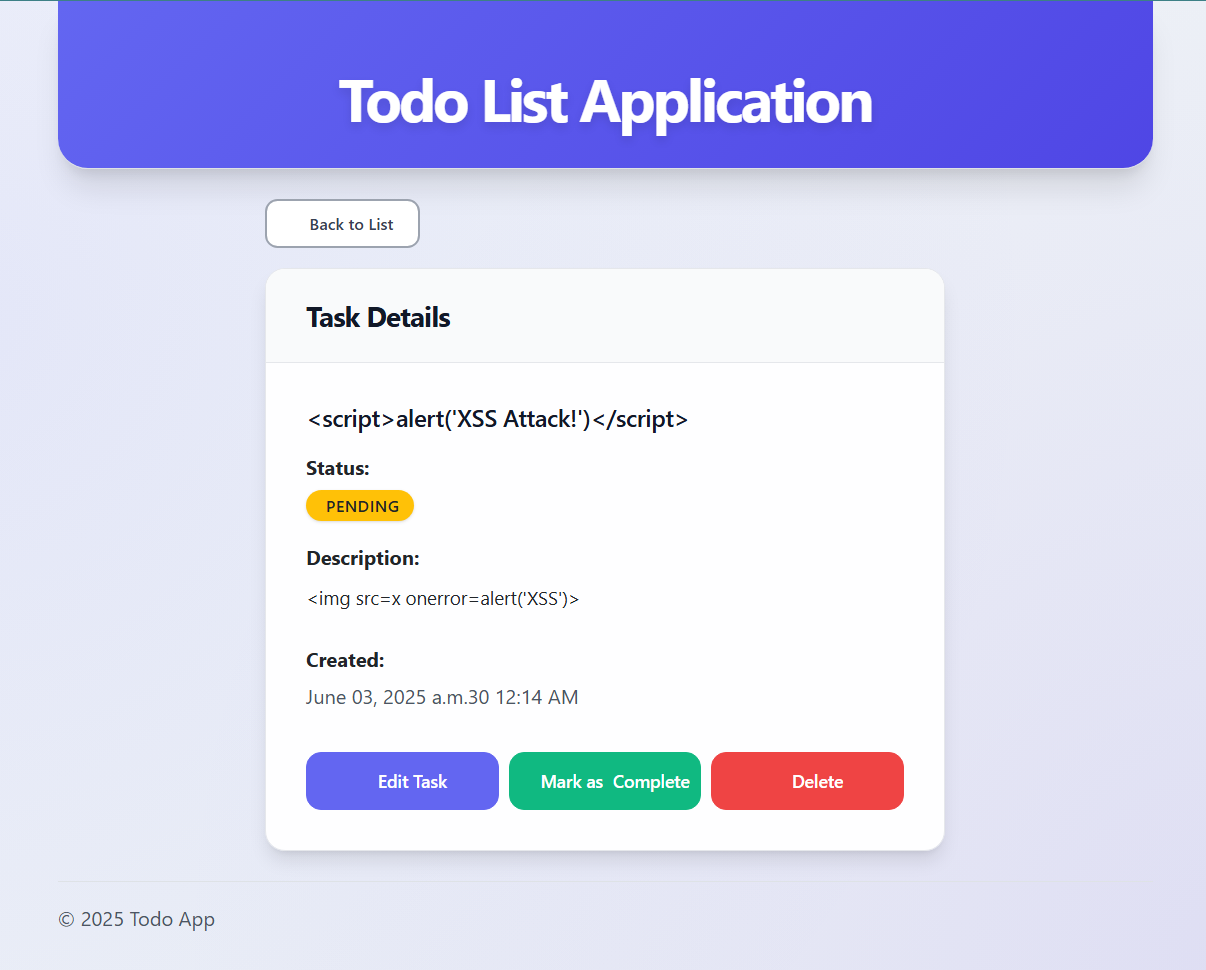 Todo List Application
Back to List
Task Details
<script>alert('XSS Attack!')</script>
Status:
PENDING
Description:
<img src=x onerror=alert('XSS')>
Created:
June 03, 2025 a.m.30 12:14 AM
Edit Task
Mark as Complete
Delete
© 2025 Todo App